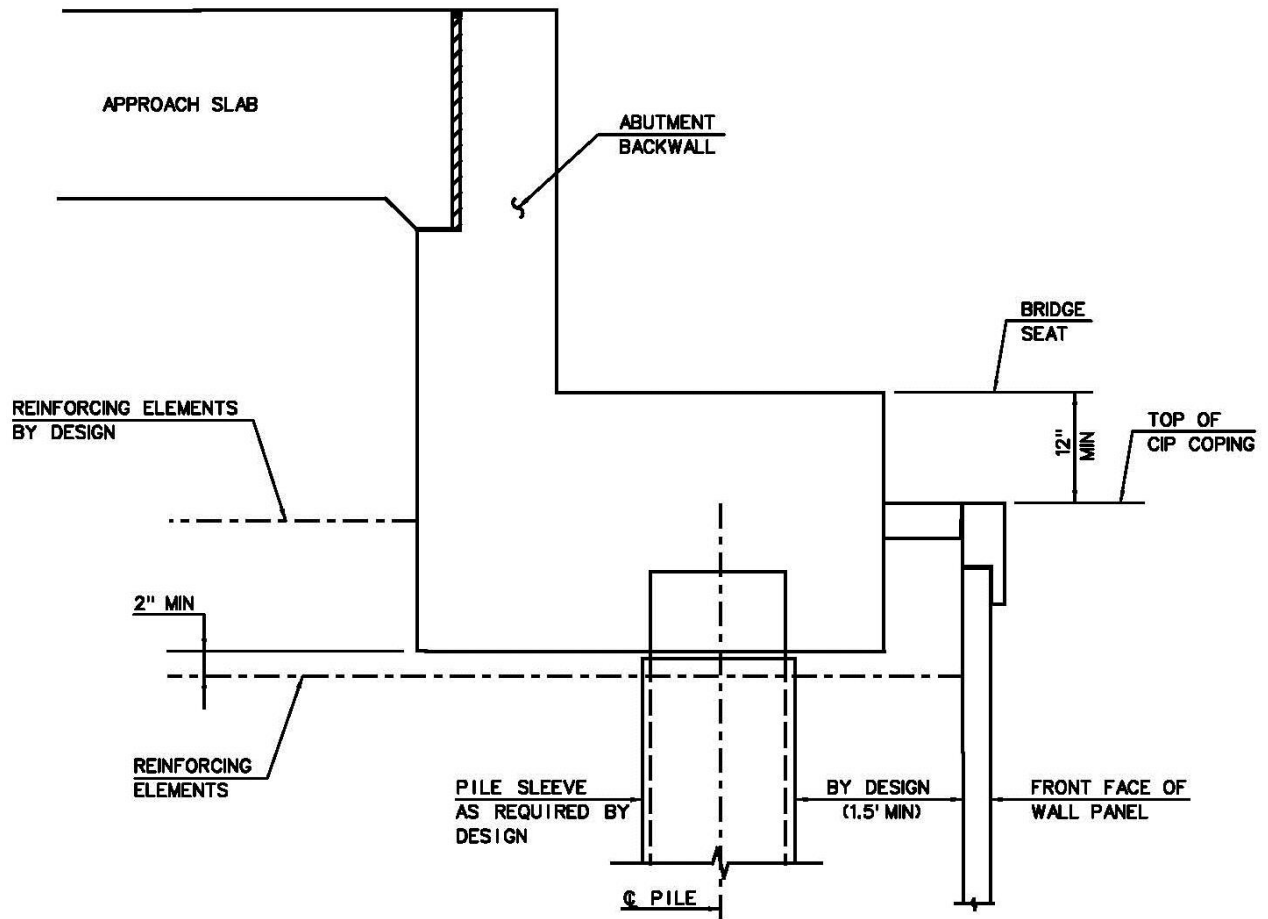 APPROACH SLAB
ABUTMENT
BACKWALL
BRIDGE
SEAT
REINFORCING ELEMENTS
BY DESIGN
12"
MIN
TOP OF
CIP COPING
2" MIN
REINFORCING
ELEMENTS
PILE SLEEVE
AS REQUIRED BY
DESIGN
BY DESIGN
(1.5' MIN)
FRONT FACE OF
WALL PANEL
℄ PILE